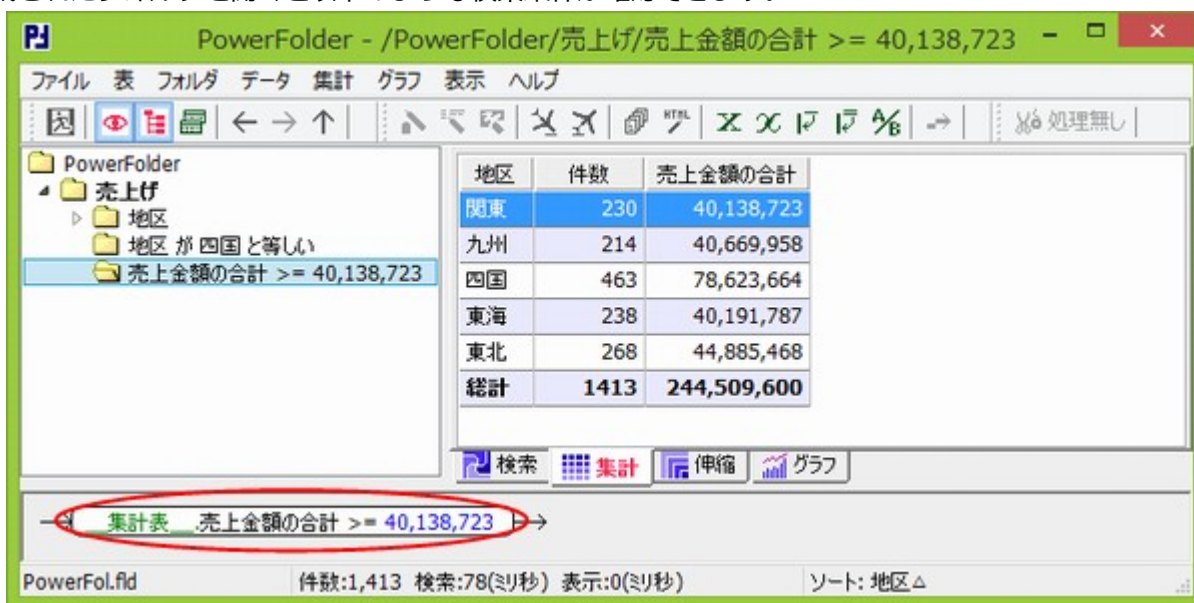 PowerFolder - /PowerFolder/売上げ/売上金額の合計 >= 40,138,723
ファイル 表 フォルダ データ 集計 グラフ 表示 ヘルプ
処理無し
PowerFolder
売上げ
地区
地区 が 四国 と等しい
売上金額の合計 >= 40,138,723
地区 件数 売上金額の合計
関東 230 40,138,723
九州 214 40,669,958
四国 463 78,623,664
東海 238 40,191,787
東北 268 44,885,468
総計 1413 244,509,600
検索 集計 伸縮 グラフ
__集計表__.売上金額の合計 >= 40,138,723
PowerFol.fld 件数:1,413 検索:78(ミリ秒) 表示:0(ミリ秒) ソート: 地区△